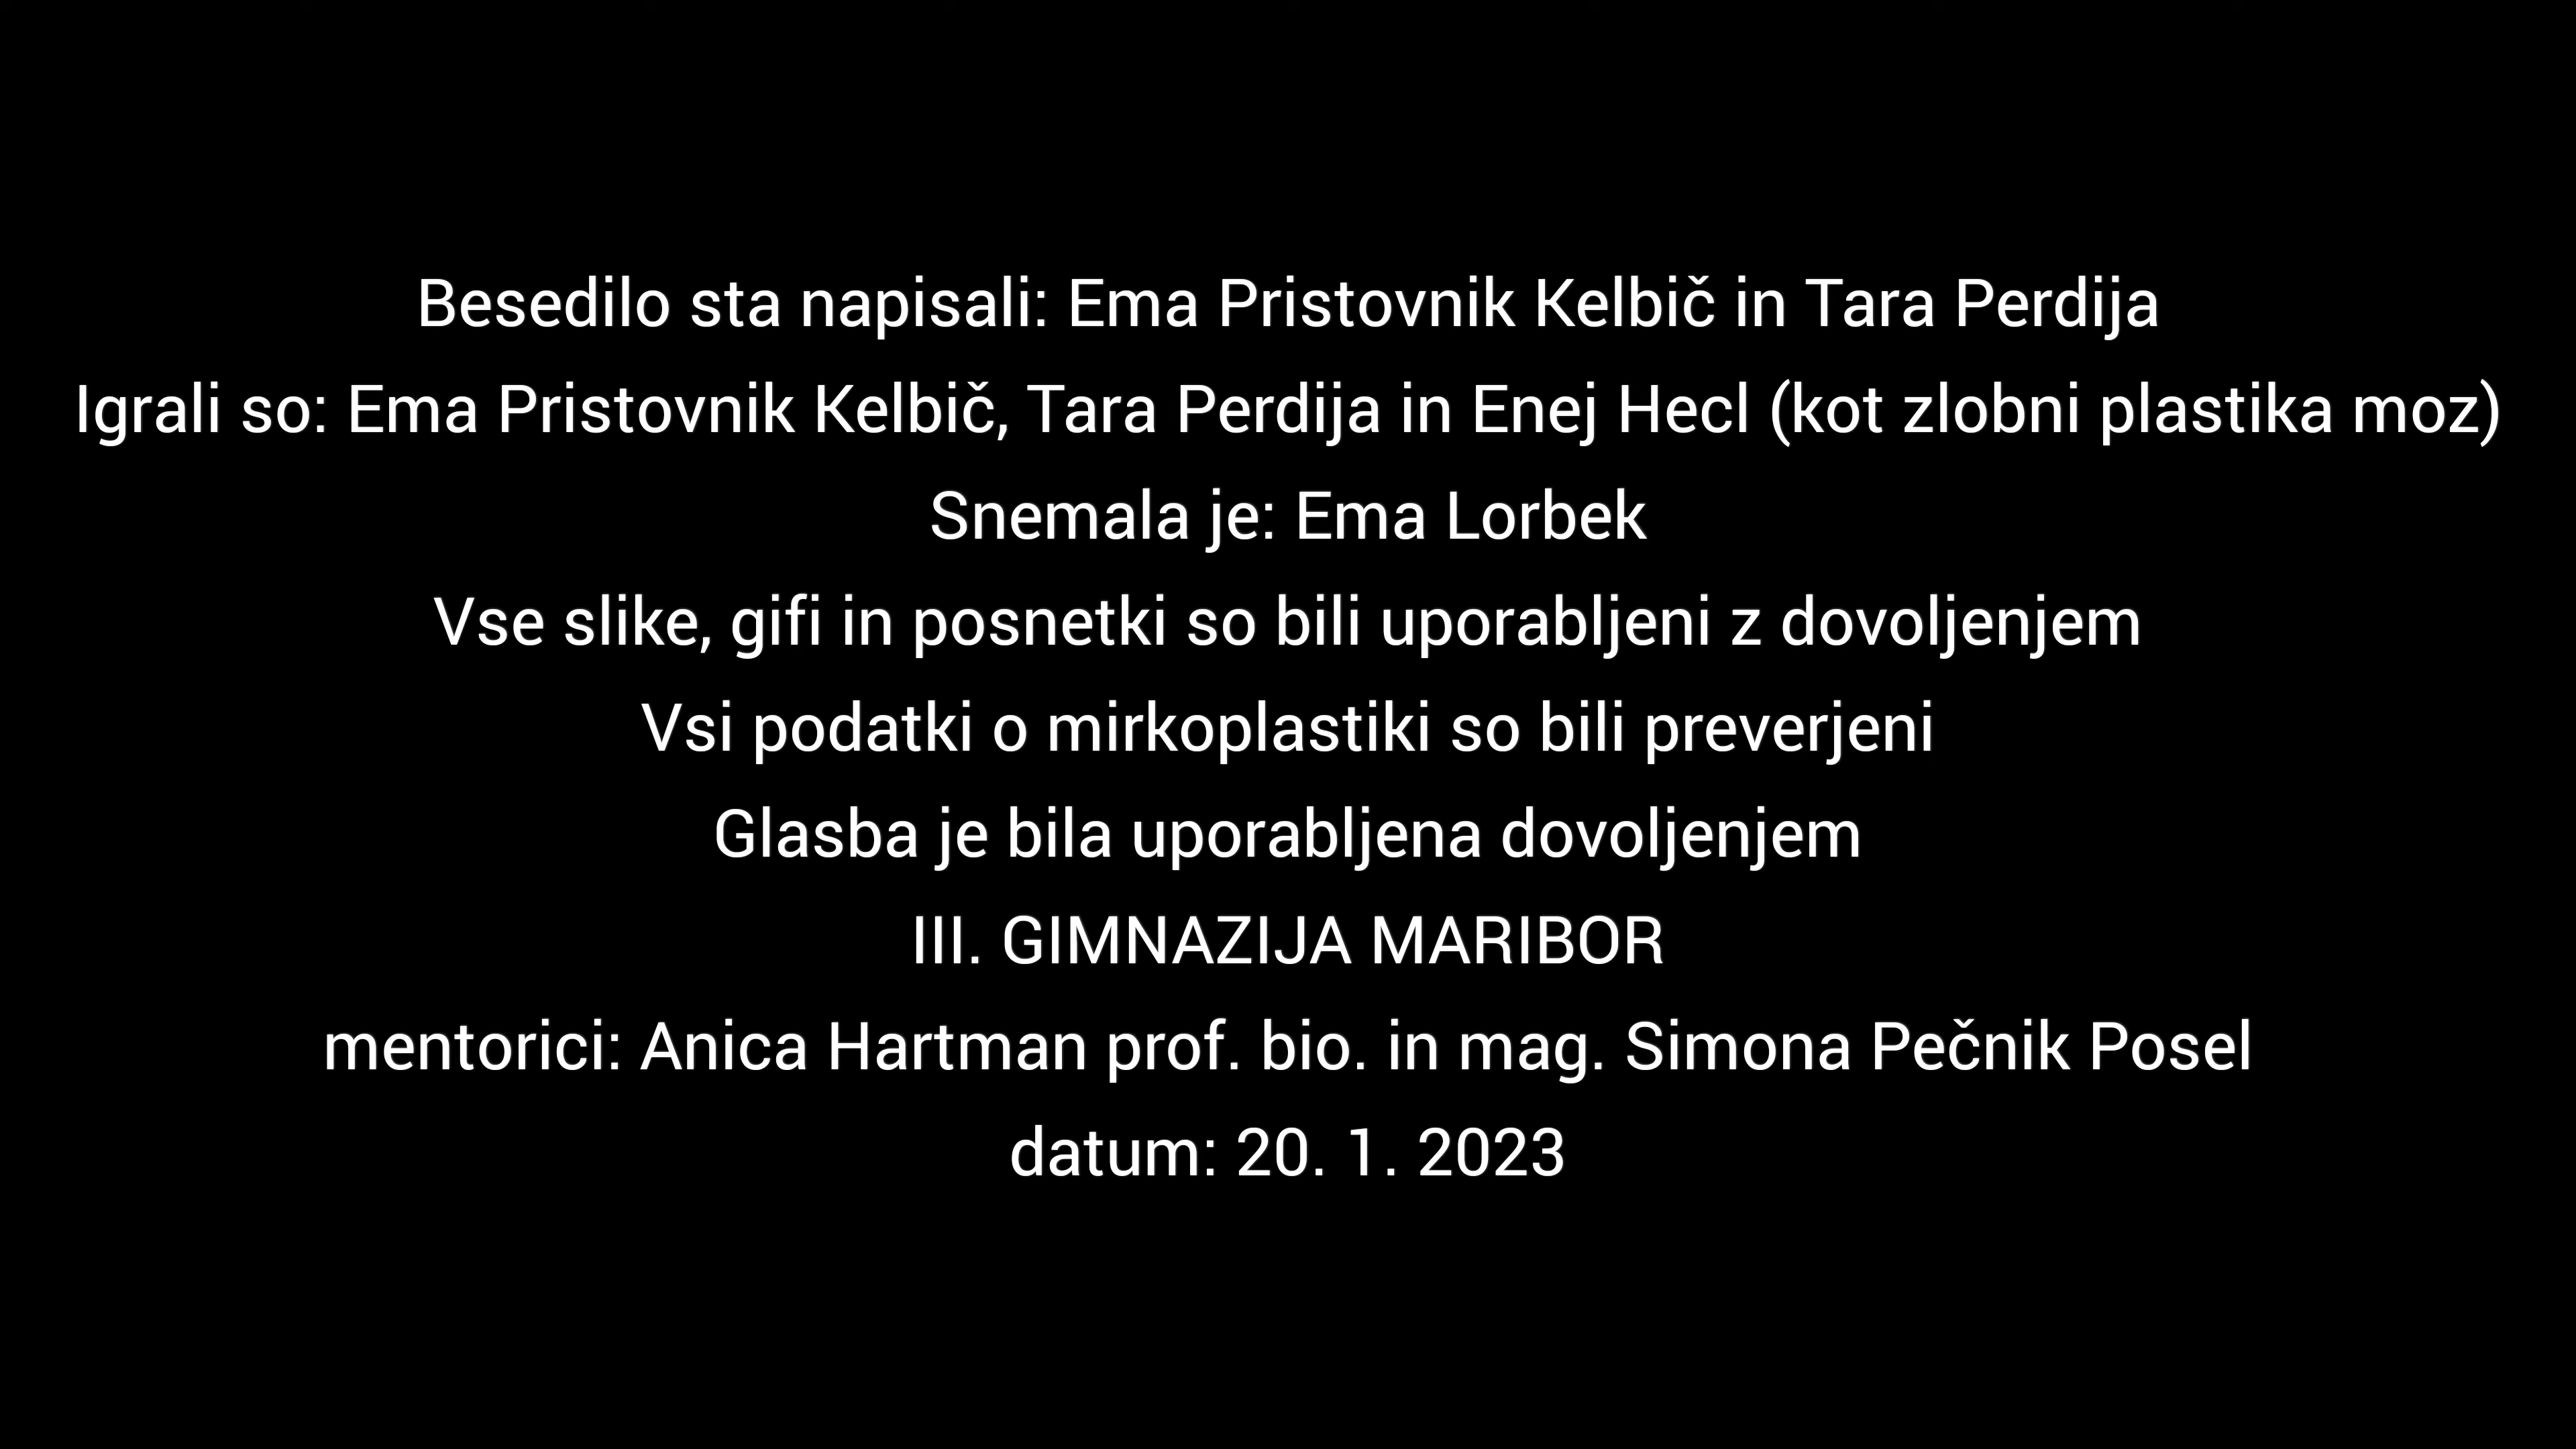 Besedilo sta napisali: Ema Pristovnik Kelbič in Tara Perdija
Igrali so: Ema Pristovnik Kelbič, Tara Perdija in Enej Hecl (kot zlobni plastika moz)
Snemala je: Ema Lorbek
Vse slike, gifi in posnetki so bili uporabljeni z dovoljenjem
Vsi podatki o mirkoplastiki so bili preverjeni
Glasba je bila uporabljena dovoljenjem
III. GIMNAZIJA MARIBOR
mentorici: Anica Hartman prof. bio. in mag. Simona Pečnik Posel
datum: 20. 1. 2023